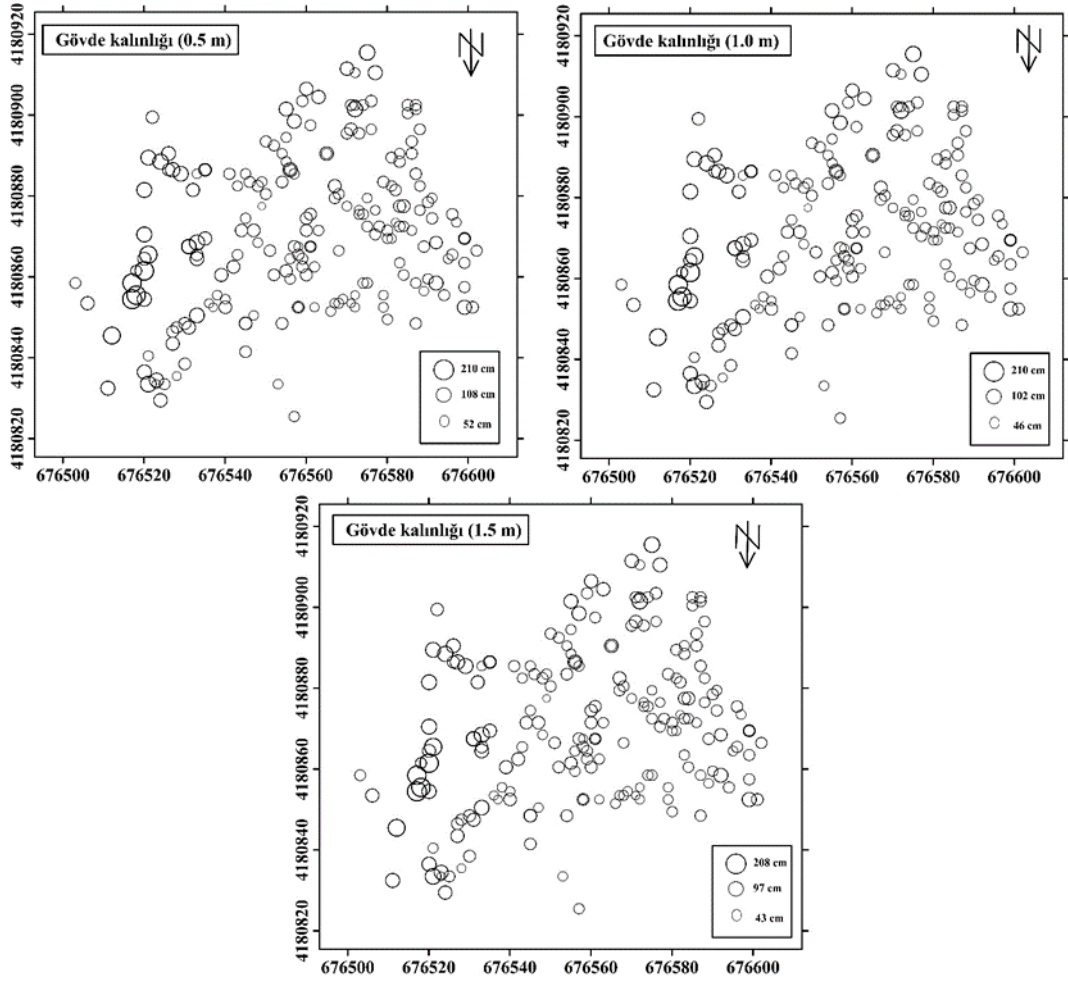 Gövde kalınlığı (0.5 m)
N
4180920
4180900
4180880
4180860
4180840
4180820
210 cm
108 cm
52 cm
676500 676520 676540 676560 676580 676600
Gövde kalınlığı (1.0 m)
N
4180920
4180900
4180880
4180860
4180840
4180820
210 cm
102 cm
46 cm
676500 676520 676540 676560 676580 676600
Gövde kalınlığı (1.5 m)
N
4180920
4180900
4180880
4180860
4180840
4180820
208 cm
97 cm
43 cm
676500 676520 676540 676560 676580 676600